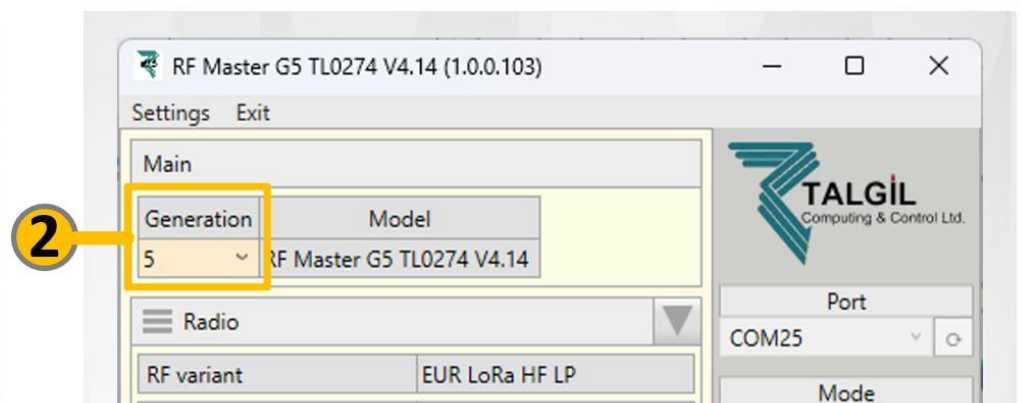 RF Master G5 TL0274 V4.14 (1.0.0.103)
Settings Exit
Main
Generation Model
5 RF Master G5 TL0274 V4.14
2
Radio
RF variant EUR LoRa HF LP
TALGIL
Computing & Control Ltd.
Port
COM25
Mode